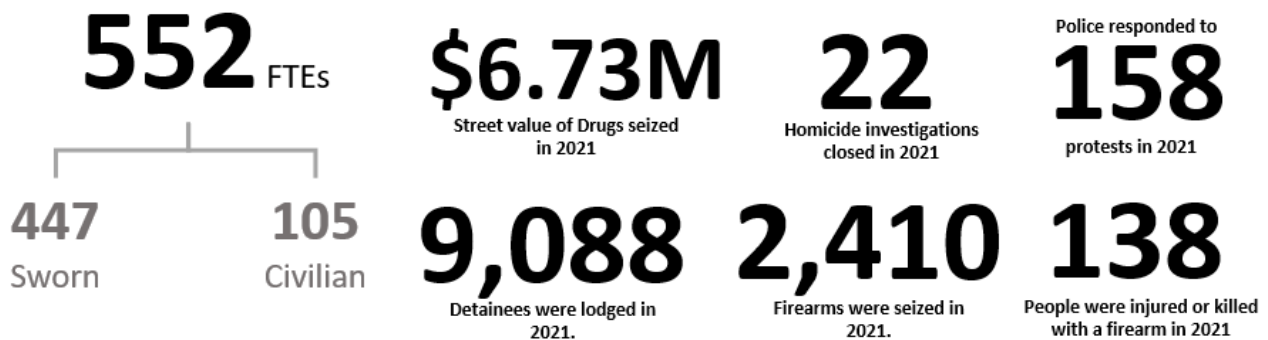 552 FTEs
447
Sworn
105
Civilian
$6.73M
Street value of Drugs seized
in 2021
22
Homicide investigations
closed in 2021
Police responded to
158
protests in 2021
9,088
Detainees were lodged in
2021.
2,410
Firearms were seized in
2021.
138
People were injured or killed
with a firearm in 2021